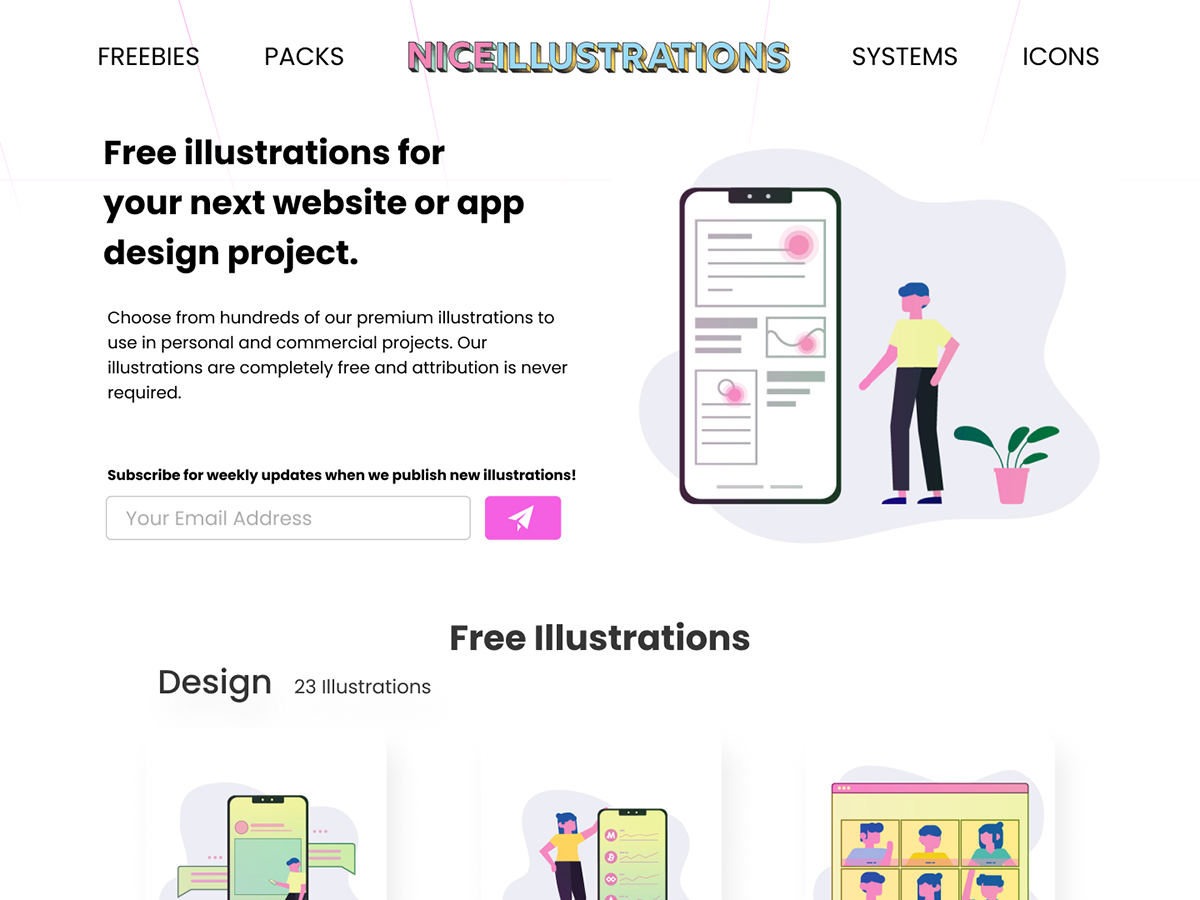 FREEBIES PACKS NICEILLUSTRATIONS SYSTEMS ICONS
Free illustrations for
your next website or app
design project.
Choose from hundreds of our premium illustrations to
use in personal and commercial projects. Our
illustrations are completely free and attribution is never
required.
Subscribe for weekly updates when we publish new illustrations!
Your Email Address
Free Illustrations
Design 23 Illustrations